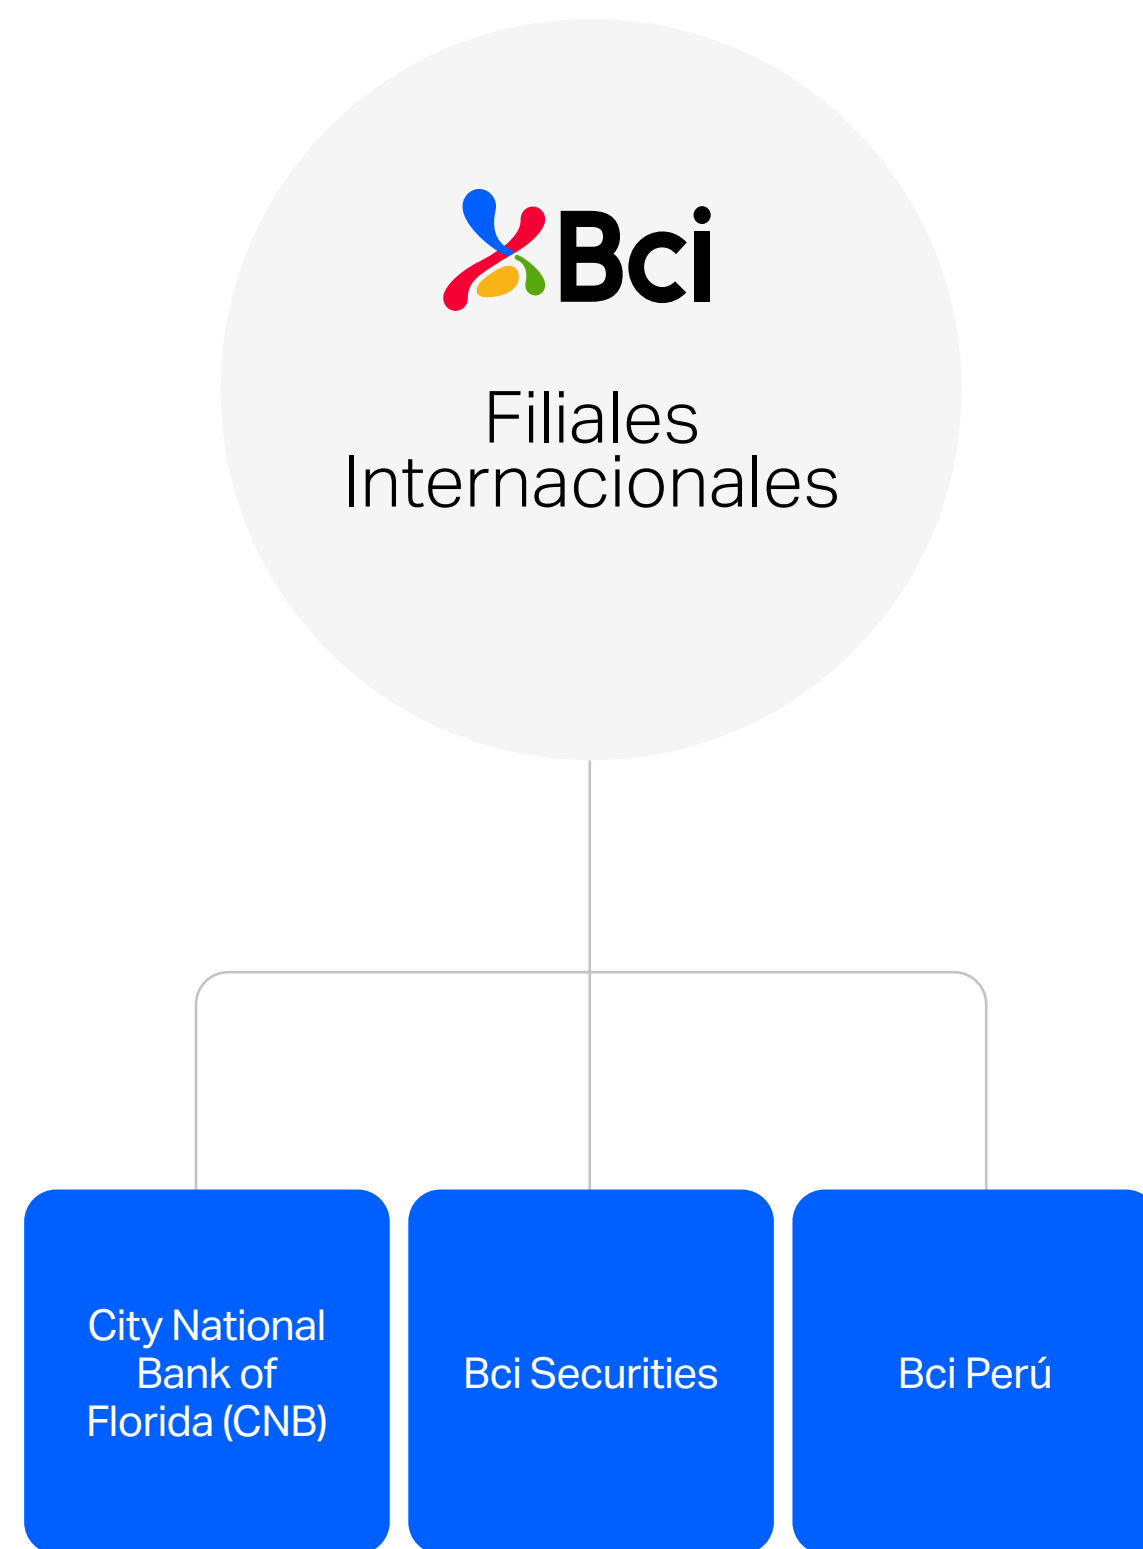 Bci
Filiales
Internacionales
City National
Bank of
Florida (CNB)
Bci Securities
Bci Perú